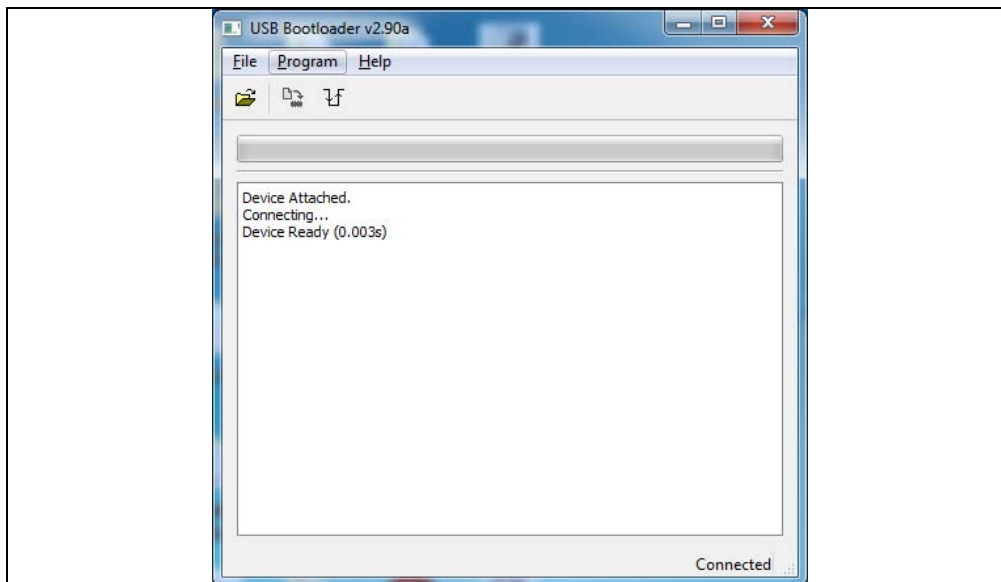 USB Bootloader v2.90a
File Program Help
Device Attached.
Connecting...
Device Ready (0.003s)
Connected